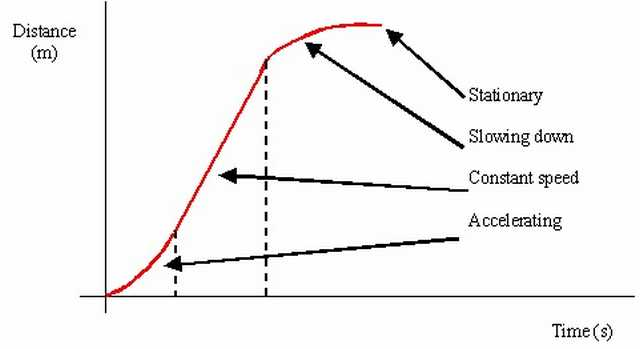 Distance
(m)
Stationary
Slowing down
Constant speed
Accelerating
Time (s)